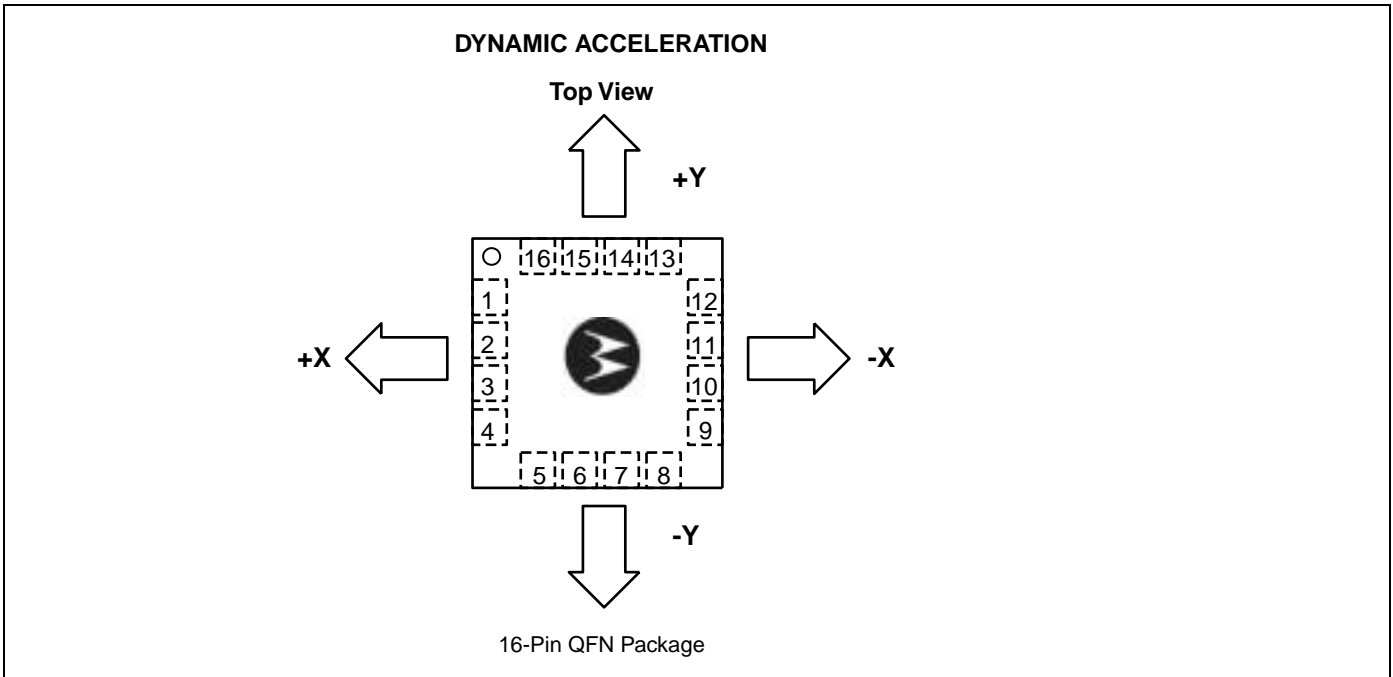 DYNAMIC ACCELERATION
Top View
+Y
16 15 14 13
1
12
2
11
+X
-X
3
10
4
9
5 6 7 8
-Y
16-Pin QFN Package